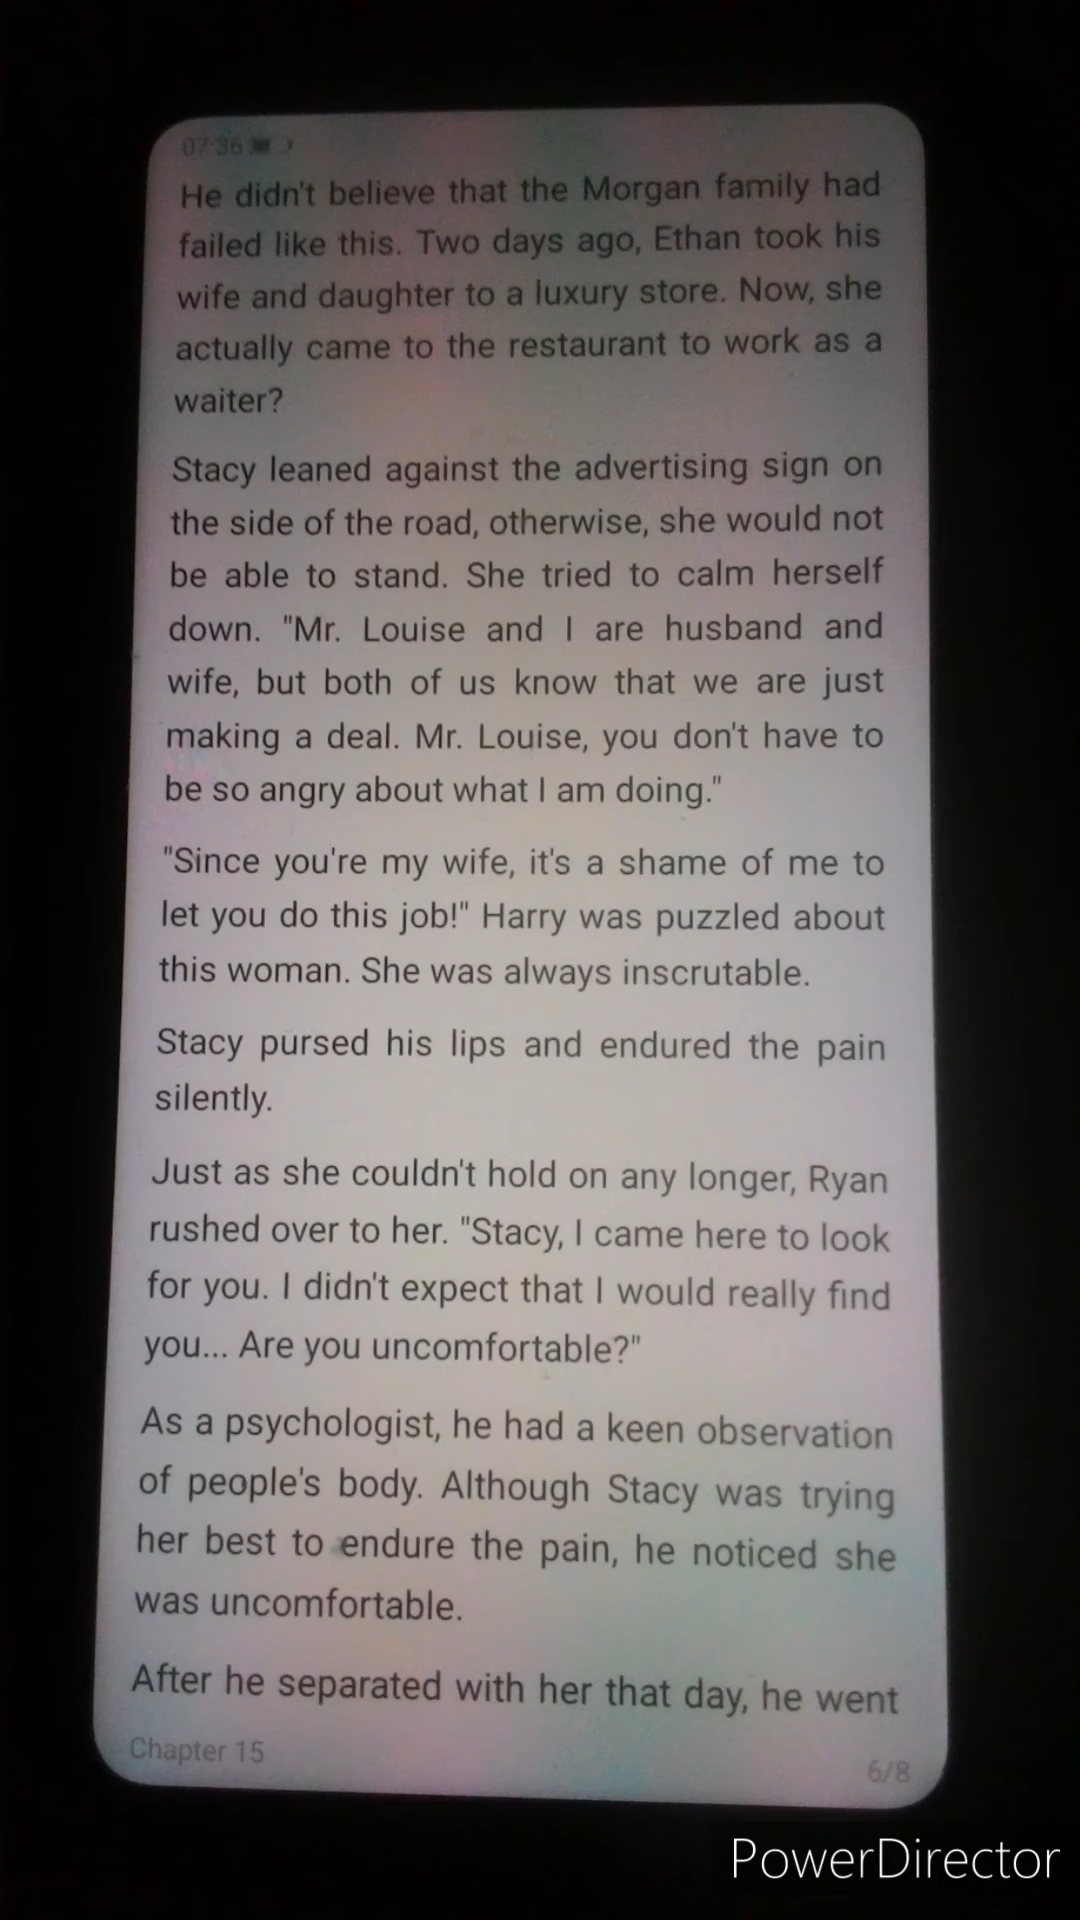 07:36
He didn't believe that the Morgan family had
failed like this. Two days ago, Ethan took his
wife and daughter to a luxury store. Now, she
actually came to the restaurant to work as a
waiter?
Stacy leaned against the advertising sign on
the side of the road, otherwise, she would not
be able to stand. She tried to calm herself
down. "Mr. Louise and I are husband and
wife, but both of us know that we are just
making a deal. Mr. Louise, you don't have to
be so angry about what I am doing."
"Since you're my wife, it's a shame of me to
let you do this job!" Harry was puzzled about
this woman. She was always inscrutable.
Stacy pursed his lips and endured the pain
silently.
Just as she couldn't hold on any longer, Ryan
rushed over to her. "Stacy, I came here to look
for you. I didn't expect that I would really find
you... Are you uncomfortable?"
As a psychologist, he had a keen observation
of people's body. Although Stacy was trying
her best to endure the pain, he noticed she
was uncomfortable.
After he separated with her that day, he went
Chapter 15
6/8
PowerDirector